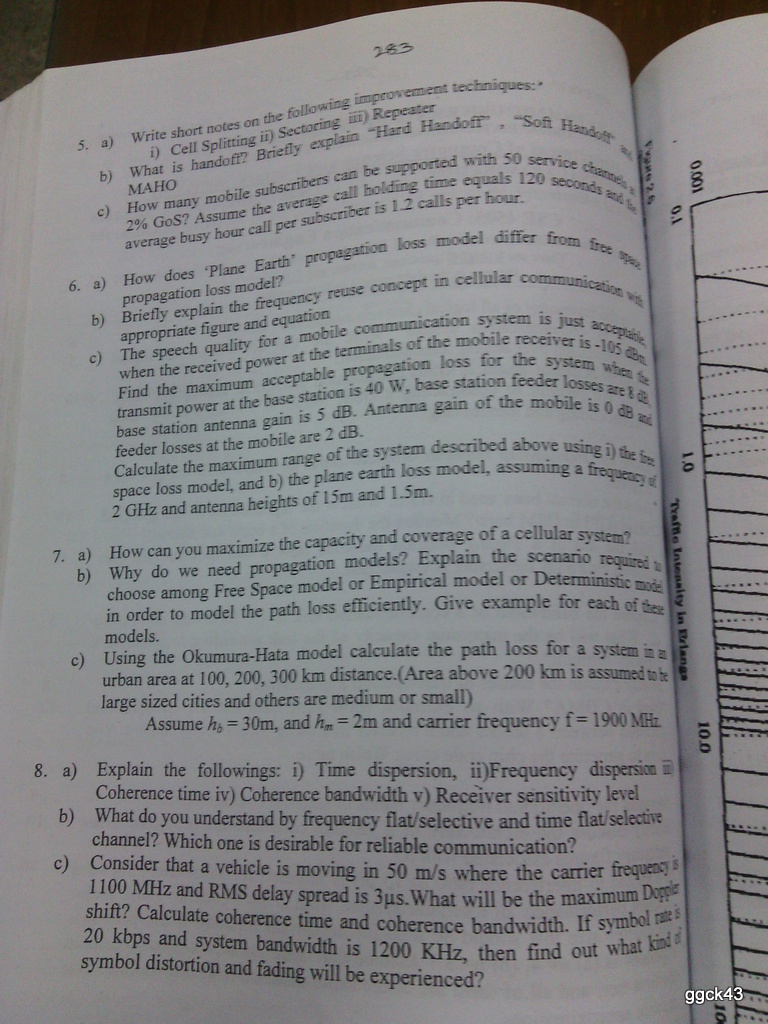 283
5. a) Write short notes on the following improvement techniques:
i) Cell Splitting ii) Sectoring iii) Repeater
b) What is handoff? Briefly explain "Hard Handoff" , "Soft Handoff" and
MAHO
c) How many mobile subscribers can be supported with 50 service channels a
2% GoS? Assume the average call holding time equals 120 seconds and the
average busy hour call per subscriber is 1.2 calls per hour.
6. a) How does 'Plane Earth' propagation loss model differ from free space
propagation loss model?
b) Briefly explain the frequency reuse concept in cellular communication with
appropriate figure and equation
c) The speech quality for a mobile communication system is just acceptable,
when the received power at the terminals of the mobile receiver is -105 dBm.
Find the maximum acceptable propagation loss for the system when the
transmit power at the base station is 40 W, base station feeder losses are 8 dB,
base station antenna gain is 5 dB. Antenna gain of the mobile is 0 dB and
feeder losses at the mobile are 2 dB.
Calculate the maximum range of the system described above using i) the free
space loss model, and b) the plane earth loss model, assuming a frequency of
2 GHz and antenna heights of 15m and 1.5m.
7. a) How can you maximize the capacity and coverage of a cellular system?
b) Why do we need propagation models? Explain the scenario required to
choose among Free Space model or Empirical model or Deterministic model
in order to model the path loss efficiently. Give example for each of these
models.
c) Using the Okumura-Hata model calculate the path loss for a system in an
urban area at 100, 200, 300 km distance.(Area above 200 km is assumed to be
large sized cities and others are medium or small)
Assume hb = 30m, and hm = 2m and carrier frequency f = 1900 MHz.
8. a) Explain the followings: i) Time dispersion, ii)Frequency dispersion iii)
Coherence time iv) Coherence bandwidth v) Receiver sensitivity level
b) What do you understand by frequency flat/selective and time flat/selective
channel? Which one is desirable for reliable communication?
c) Consider that a vehicle is moving in 50 m/s where the carrier frequency is
1100 MHz and RMS delay spread is 3µs.What will be the maximum Doppler
shift? Calculate coherence time and coherence bandwidth. If symbol rate is
20 kbps and system bandwidth is 1200 KHz, then find out what kind of
symbol distortion and fading will be experienced?
0.001
0.1
1.0
Traffic Intensity in Erlangs
10.0
ggck43